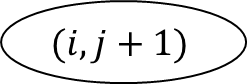 (i, j + 1)